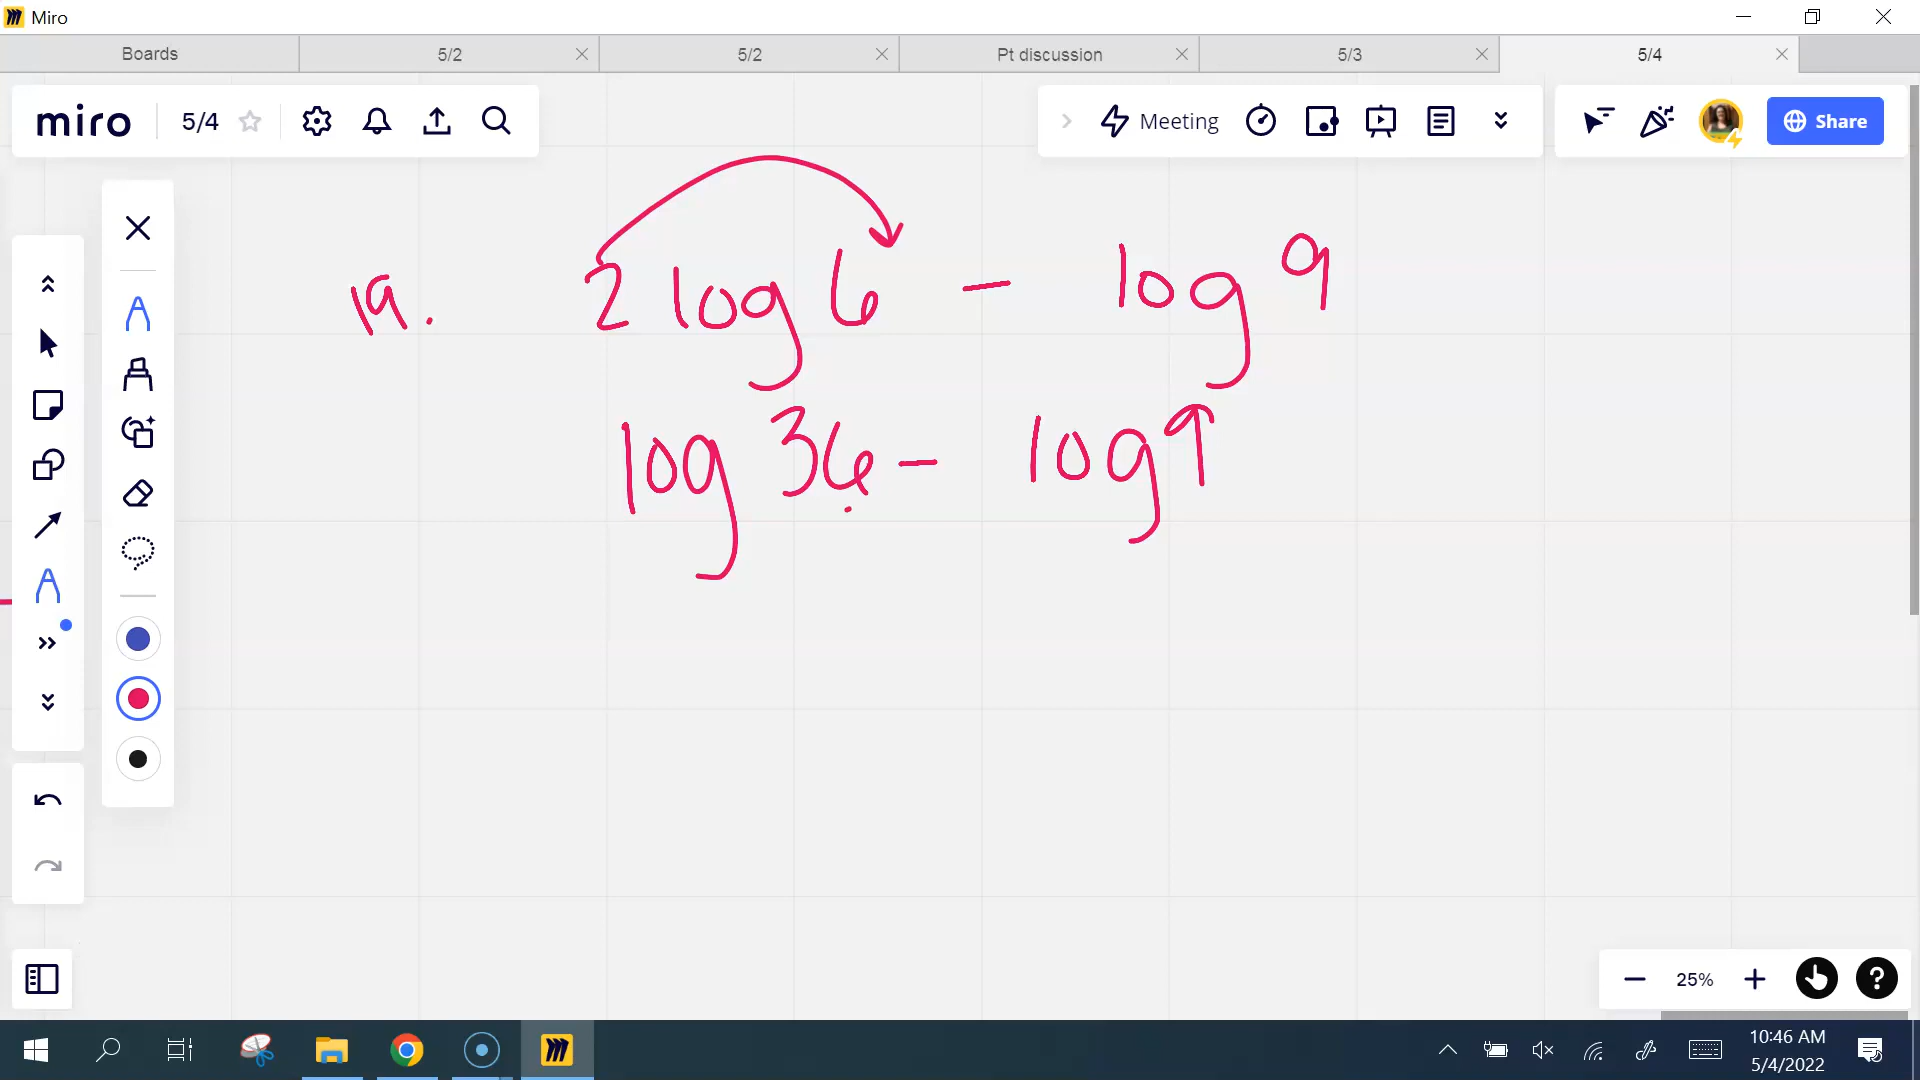 Miro
Boards 5/2 5/2 Pt discussion 5/3 5/4
miro 5/4 Meeting Share
19. 2 log 6 - log 9
log 36 - log 9
25%
10:46 AM
5/4/2022